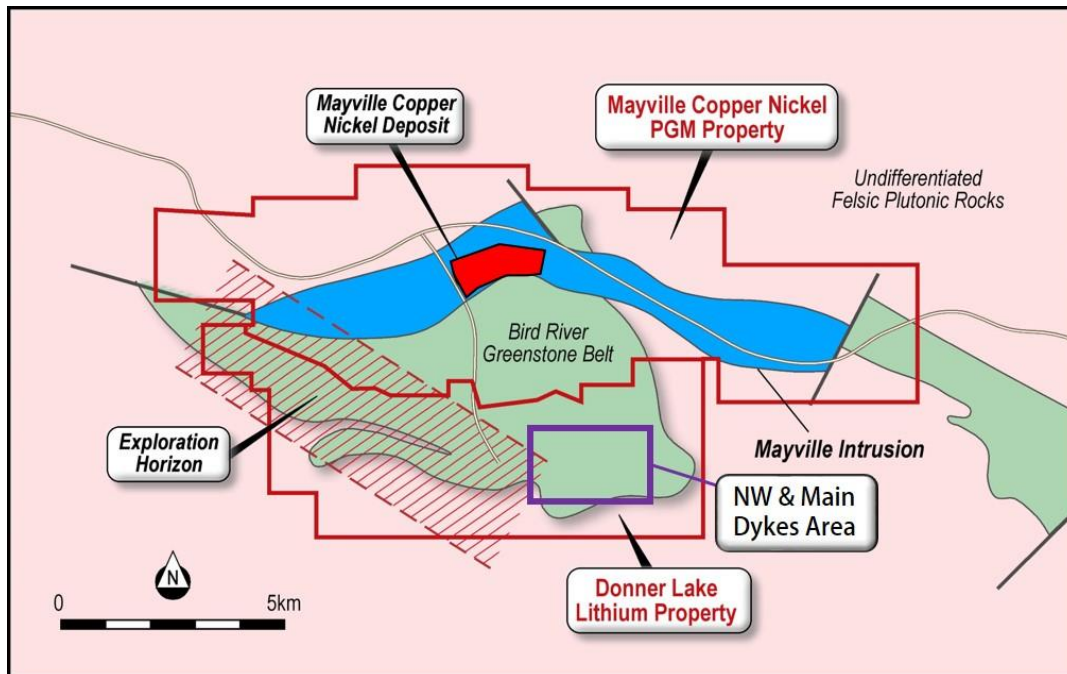 Mayville Copper
Nickel Deposit
Mayville Copper Nickel
PGM Property
Undifferentiated
Felsic Plutonic Rocks
Bird River
Greenstone Belt
Exploration
Horizon
Mayville Intrusion
NW & Main
Dykes Area
N
0
5km
Donner Lake
Lithium Property